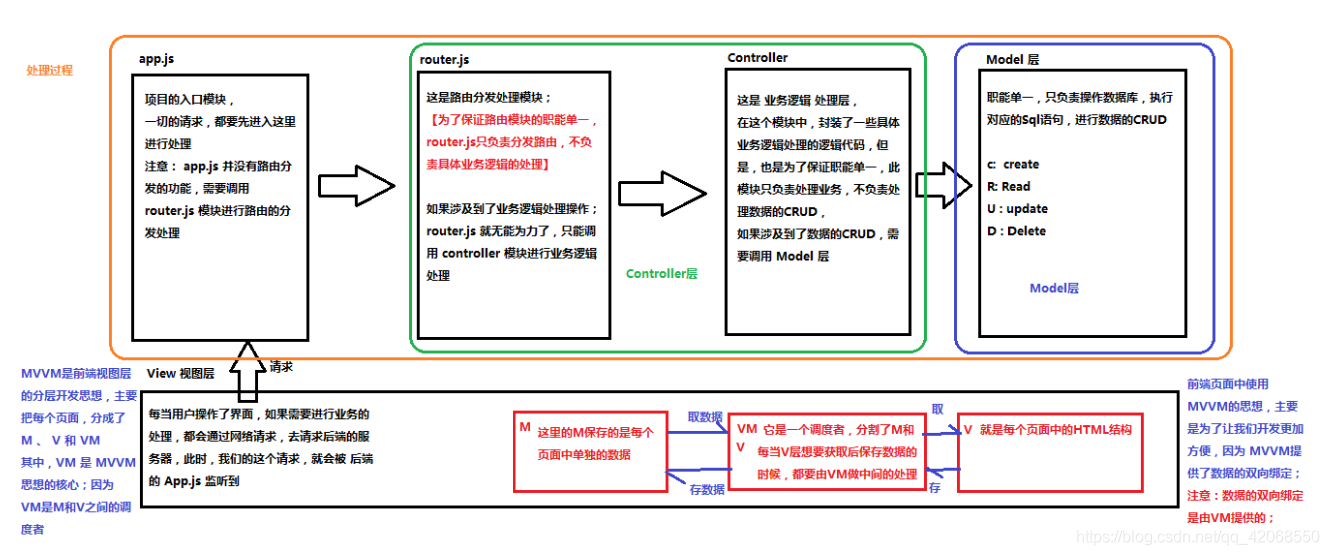 处理过程
app.js
项目的入口模块，
一切的请求，都要先进入这里
进行处理
注意： app.js 并没有路由分
发的功能，需要调用
router.js 模块进行路由的分
发处理
router.js
这是路由分发处理模块；
【为了保证路由模块的职能单一，
router.js只负责分发路由，不负
责具体业务逻辑的处理】
如果涉及到了业务逻辑处理操作；
router.js 就无能为力了，只能调
用 controller 模块进行业务逻辑
处理
Controller层
Controller
这是 业务逻辑 处理层，
在这个模块中，封装了一些具体
业务逻辑处理的逻辑代码，但
是，也是为了保证职能单一，此
模块只负责处理业务，不负责处
理数据的CRUD，
如果涉及到了数据的CRUD，需
要调用 Model 层
Model 层
职能单一，只负责操作数据库，执行
对应的Sql语句，进行数据的CRUD
c:  create
R: Read
U : update
D : Delete
Model层
请求
MVVM是前端视图层
的分层开发思想，主要
把每个页面，分成了
M 、 V 和 VM
其中，VM 是 MVVM
思想的核心；因为
VM是M和V之间的调
度者
View 视图层
每当用户操作了界面，如果需要进行业务的
处理，都会通过网络请求，去请求后端的服
务器，此时，我们的这个请求，就会被 后端
的 App.js 监听到
M 这里的M保存的是每个
页面中单独的数据
取数据
存数据
VM 它是一个调度者，分割了M和
V 每当V层想要获取后保存数据的
时候，都要由VM做中间的处理
取
存
V 就是每个页面中的HTML结构
前端页面中使用
MVVM的思想，主要
是为了让我们开发更加
方便，因为 MVVM提
供了数据的双向绑定；
注意：数据的双向绑定
是由VM提供的；
https://blog.csdn.net/qq_42068550